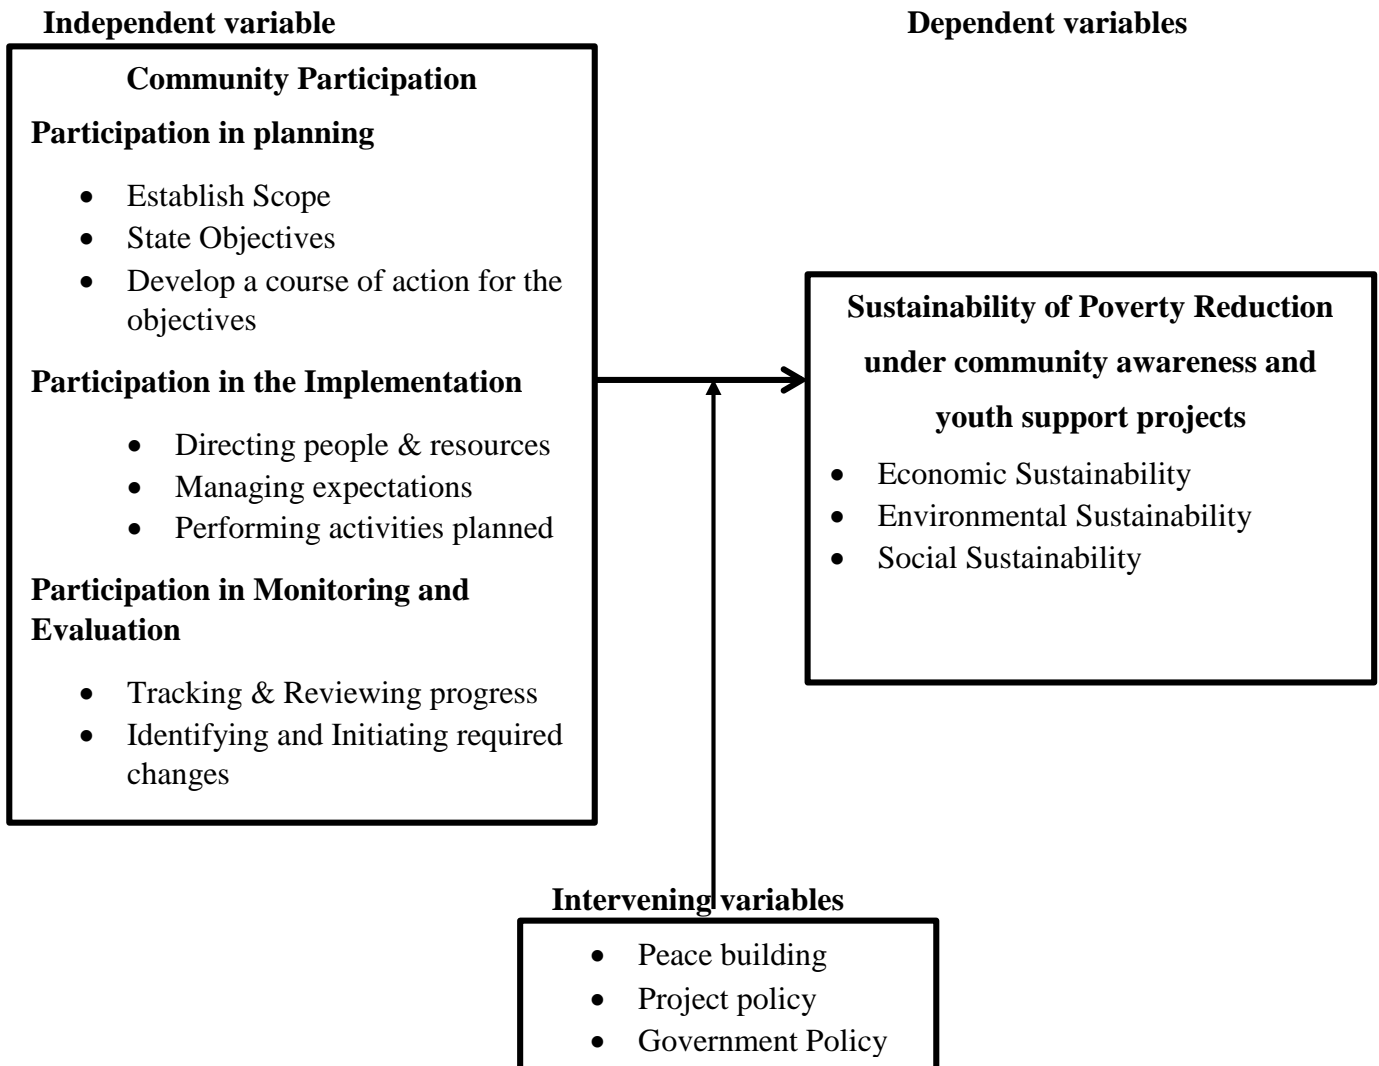 Independent variable
Community Participation
Participation in planning
• Establish Scope
• State Objectives
• Develop a course of action for the
objectives
Participation in the Implementation
• Directing people & resources
• Managing expectations
• Performing activities planned
Participation in Monitoring and
Evaluation
• Tracking & Reviewing progress
• Identifying and Initiating required
changes
Dependent variables
Sustainability of Poverty Reduction
under community awareness and
youth support projects
• Economic Sustainability
• Environmental Sustainability
• Social Sustainability
Intervening variables
• Peace building
• Project policy
• Government Policy